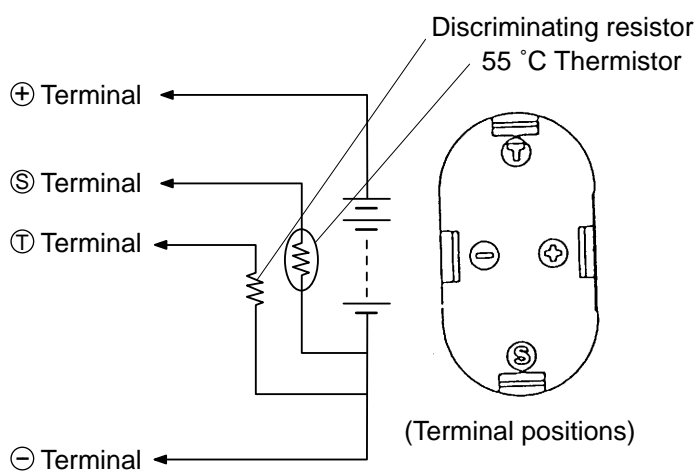 Discriminating resistor
55 ˚C Thermistor
⊕ Terminal
Ⓢ Terminal
Ⓣ Terminal
⊖ Terminal
Ⓣ
⊖ ⊕
Ⓢ
(Terminal positions)